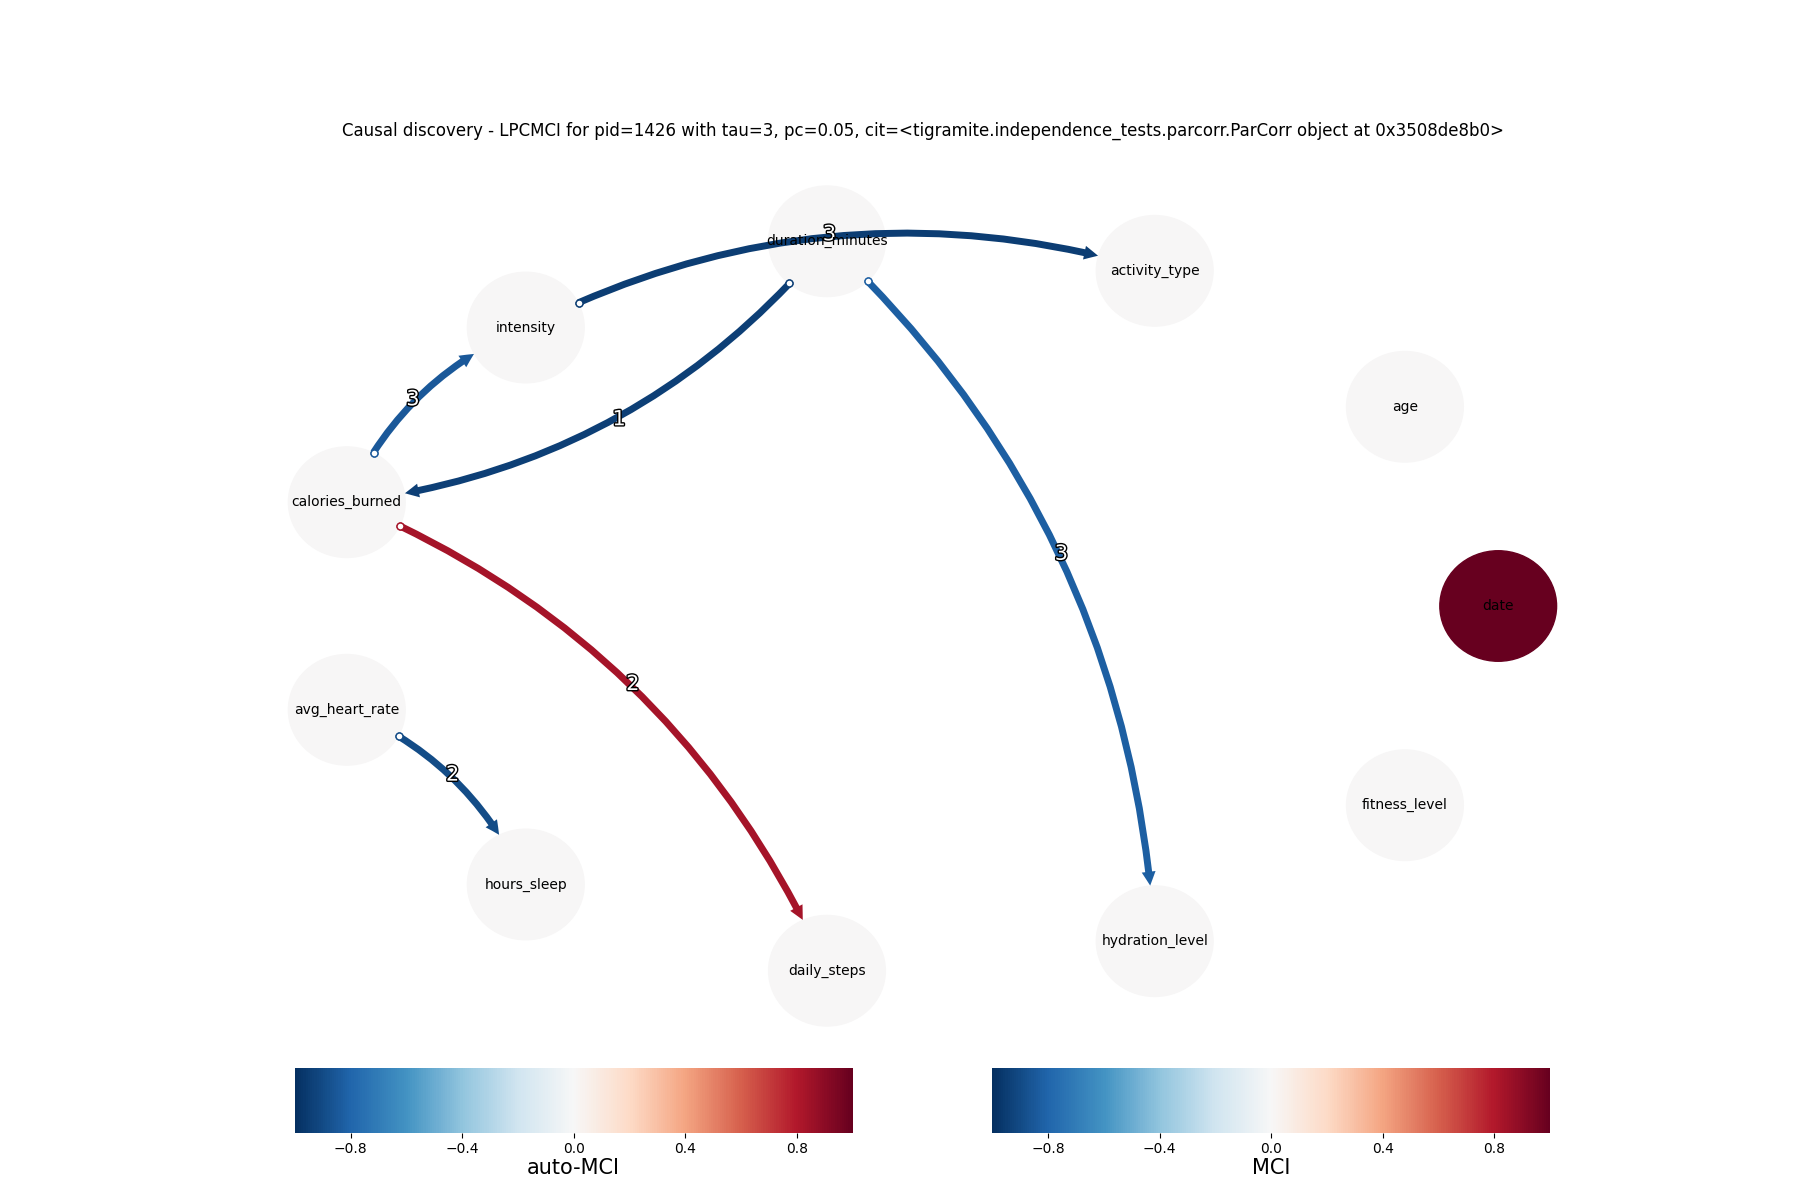 Causal discovery - LPCMCI for pid=1426 with tau=3, pc=0.05, cit=<tigramite.independence_tests.parcorr.ParCorr object at 0x3508de8b0>
3
duration_minutes
activity_type
intensity
3
age
1
calories_burned
3
date
2
avg_heart_rate
2
fitness_level
hours_sleep
hydration_level
daily_steps
−0.8 −0.4 0.0 0.4 0.8
auto-MCI
−0.8 −0.4 0.0 0.4 0.8
MCI